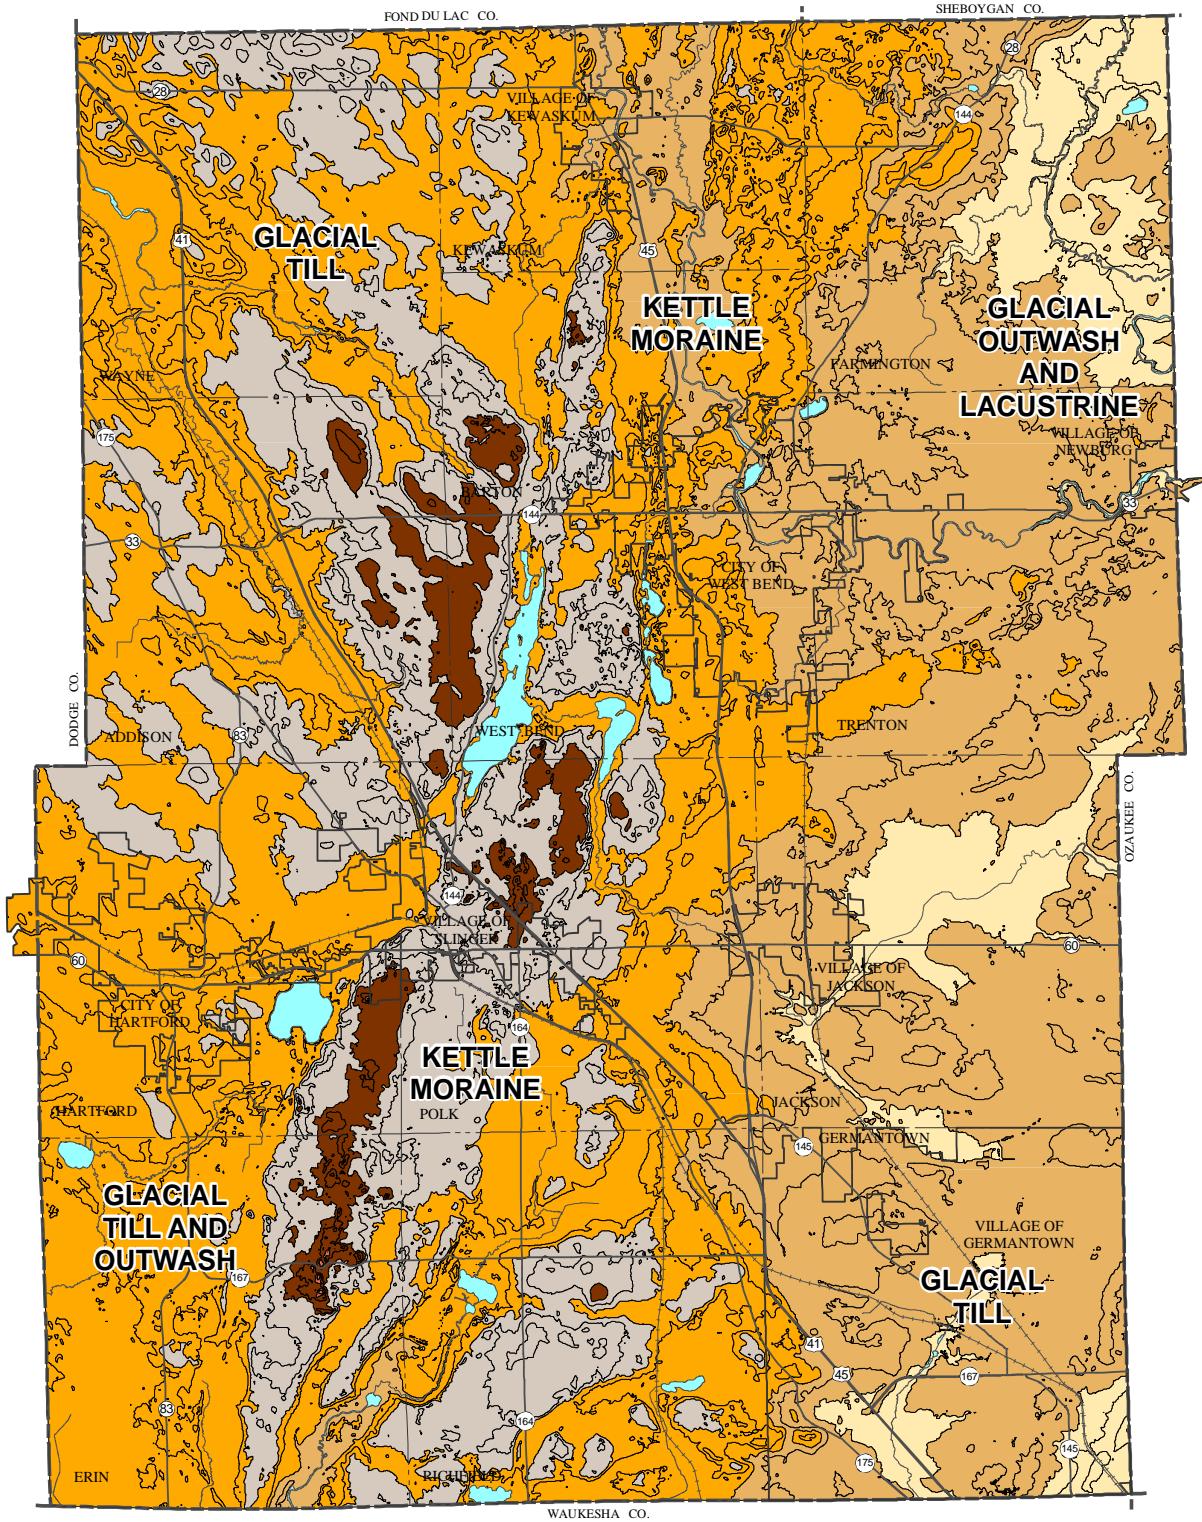 FOND DU LAC CO.
SHEBOYGAN CO.
28
28
VILLAGE OF
KEWASKUM
144
41
GLACIAL
TILL
KEWASKUM
45
KETTLE
MORAINE
GLACIAL
OUTWASH
AND
LACUSTRINE
FARMINGTON
WAYNE
175
VILLAGE OF
NEWBURG
BARTON
144
33
33
CITY OF
WEST BEND
DODGE CO.
ADDISON
83
WEST BEND
TRENTON
OZAUKEE CO.
144
VILLAGE OF
SLINGER
60
60
VILLAGE OF
JACKSON
CITY OF
HARTFORD
164
KETTLE
MORAINE
POLK
HARTFORD
JACKSON
145
GERMANTOWN
GLACIAL
TILL AND
OUTWASH
167
VILLAGE OF
GERMANTOWN
GLACIAL
TILL
41
45
167
83
164
145
175
ERIN
RICHFIELD
WAUKESHA CO.